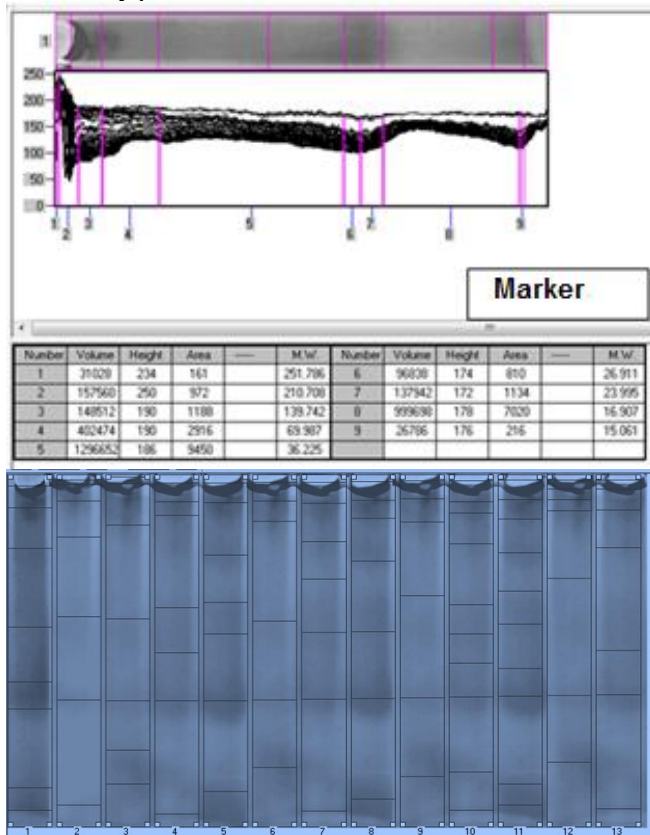 1
250
200
150
100
50
0
1 2 3 4 5 6 7 8 9
Marker
Number Volume Height Area ---- M.W. Number Volume Height Area ---- M.W.
1 31028 234 161 251.786 6 96838 174 810 26.911
2 157560 250 972 210.708 7 137942 172 1134 23.995
3 148512 190 1188 139.742 8 999698 178 7020 16.907
4 402474 190 2916 69.987 9 26786 176 216 15.061
5 1296652 186 9450 36.225
1 2 3 4 5 6 7 8 9 10 11 12 13